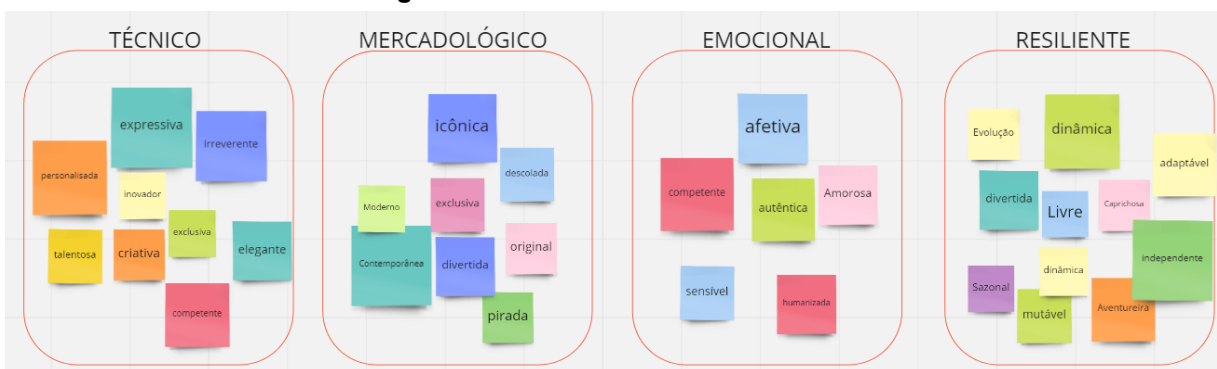 TÉCNICO
expressiva
irreverente
personalisada
inovador
exclusiva
talentosa
criativa
elegante
competente
MERCADOLÓGICO
icônica
descolada
Moderno
exclusiva
original
Contemporânea
divertida
pirada
EMOCIONAL
afetiva
competente
autêntica
Amorosa
sensível
humanizada
RESILIENTE
Evolução
dinâmica
adaptável
divertida
Livre
Caprichosa
independente
dinâmica
Sazonal
mutável
Aventureira